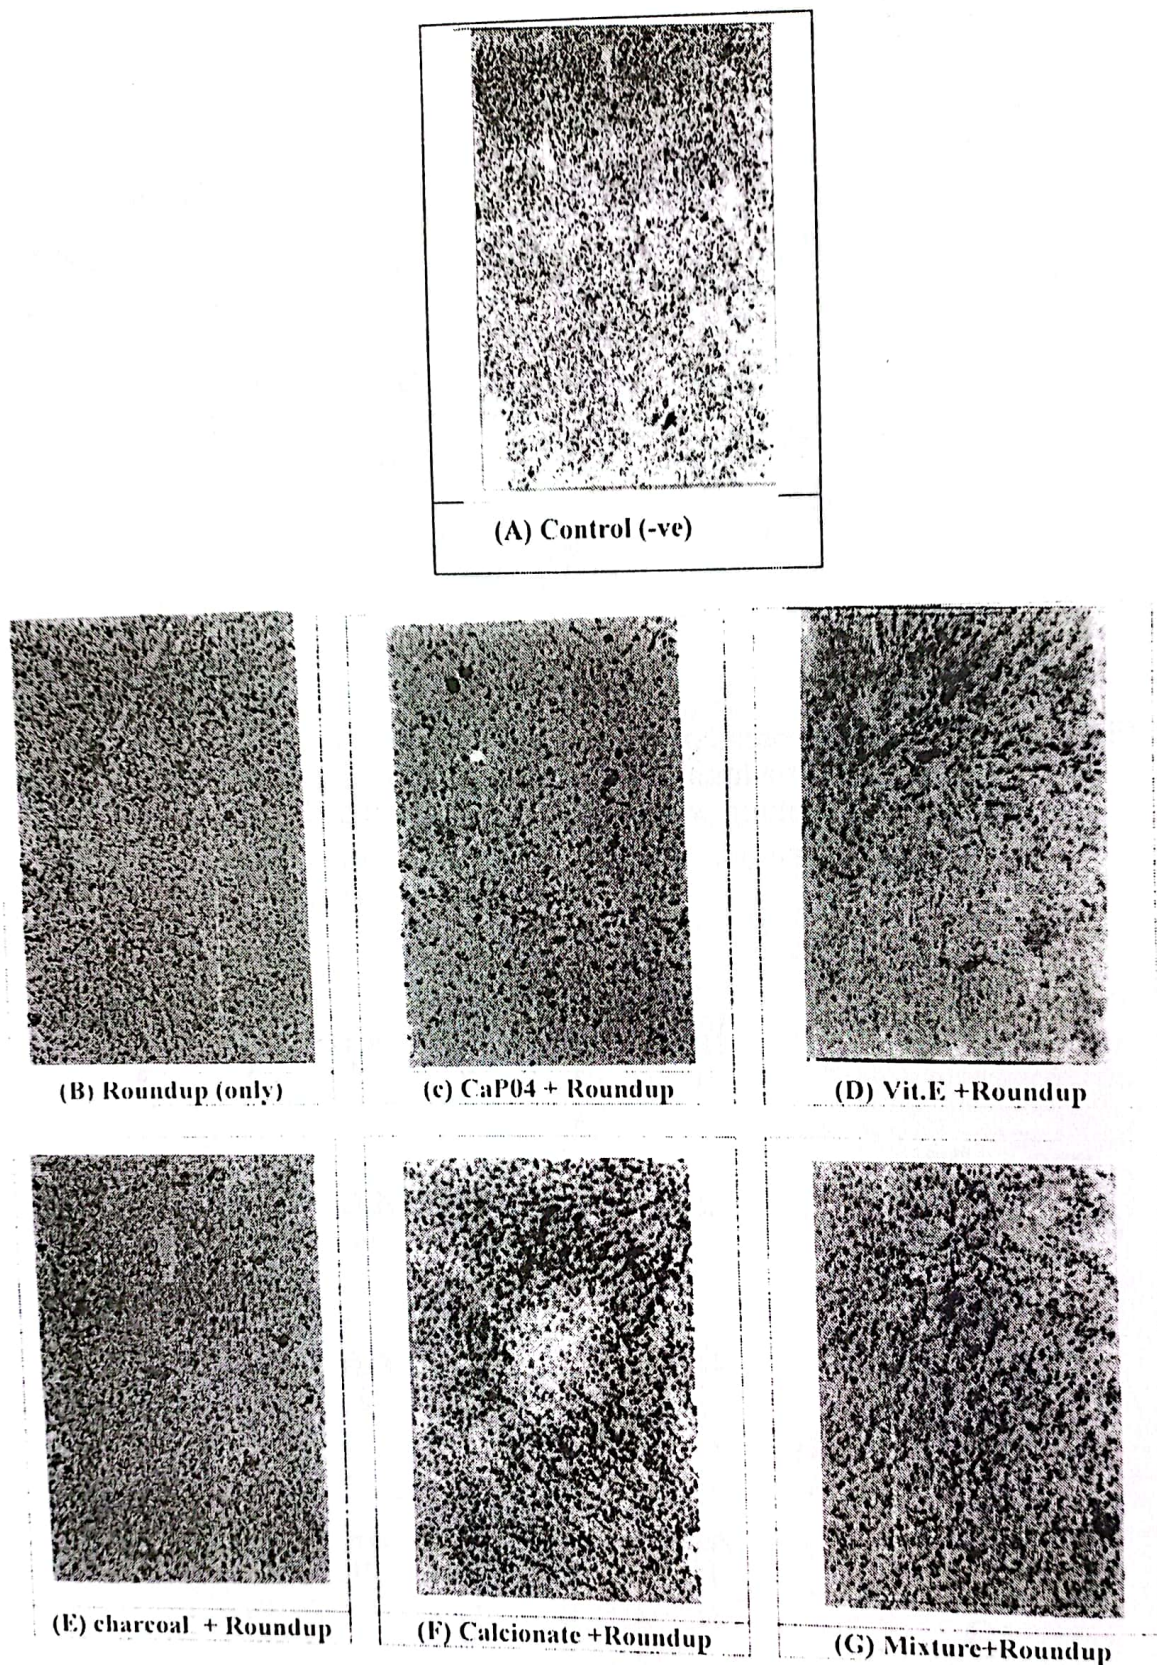 (A) Control (-ve)
(B) Roundup (only)
(c) CaP04 + Roundup
(D) Vit.E +Roundup
(E) charcoal + Roundup
(F) Calcionate +Roundup
(G) Mixture+Roundup